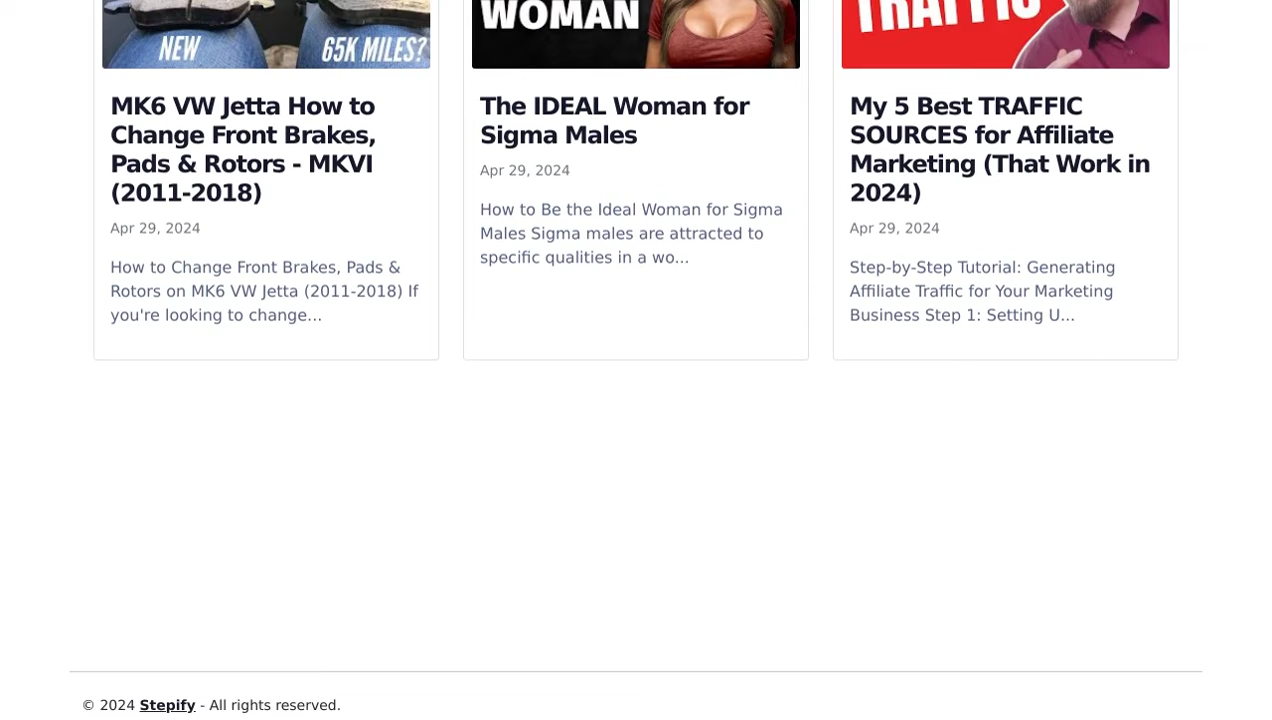 NEW
65K MILES?
MK6 VW Jetta How to
Change Front Brakes,
Pads & Rotors - MKVI
(2011-2018)
Apr 29, 2024
How to Change Front Brakes, Pads &
Rotors on MK6 VW Jetta (2011-2018) If
you're looking to change...
WOMAN
The IDEAL Woman for
Sigma Males
Apr 29, 2024
How to Be the Ideal Woman for Sigma
Males Sigma males are attracted to
specific qualities in a wo...
TRAFFIC
My 5 Best TRAFFIC
SOURCES for Affiliate
Marketing (That Work in
2024)
Apr 29, 2024
Step-by-Step Tutorial: Generating
Affiliate Traffic for Your Marketing
Business Step 1: Setting U...
© 2024 Stepify - All rights reserved.